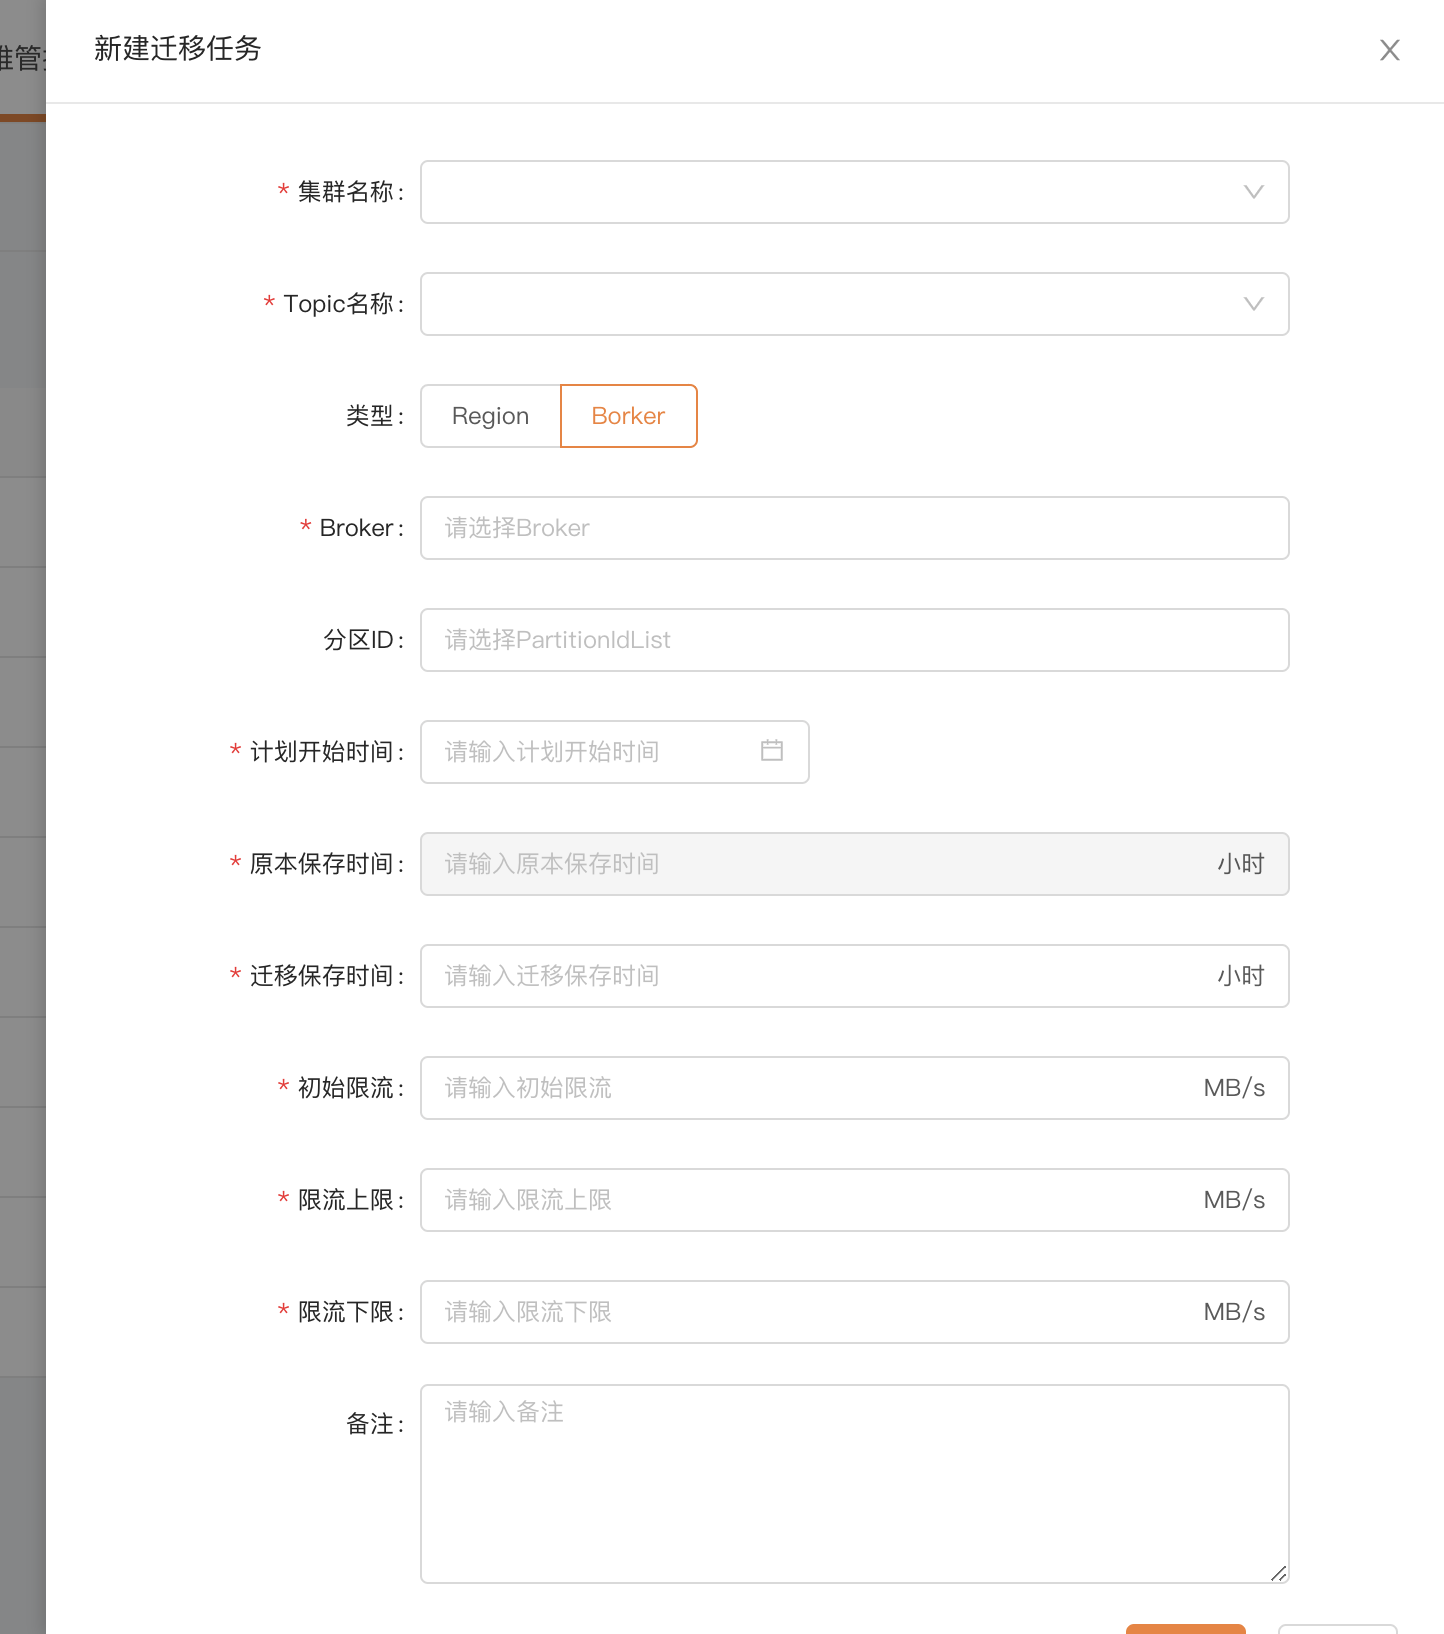 新建迁移任务
* 集群名称:
* Topic名称:
类型: Region Borker
* Broker: 请选择Broker
分区ID: 请选择PartitionIdList
* 计划开始时间: 请输入计划开始时间
* 原本保存时间: 请输入原本保存时间 小时
* 迁移保存时间: 请输入迁移保存时间 小时
* 初始限流: 请输入初始限流 MB/s
* 限流上限: 请输入限流上限 MB/s
* 限流下限: 请输入限流下限 MB/s
备注: 请输入备注